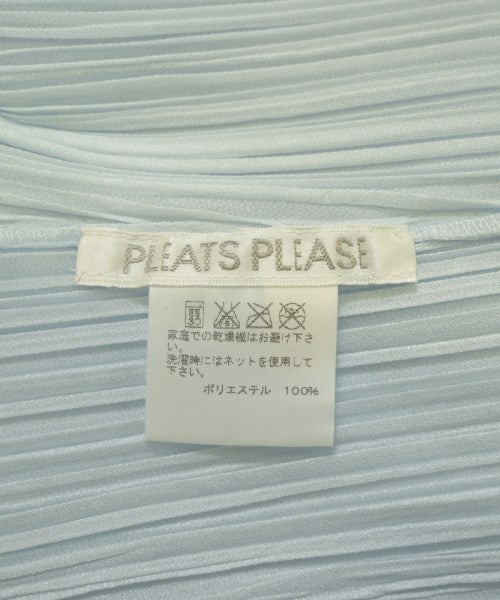 PLEATS PLEASE
家庭での乾燥機はお避け下さ
い。
洗濯時にはネットを使用して
下さい。
ポリエステル 100%